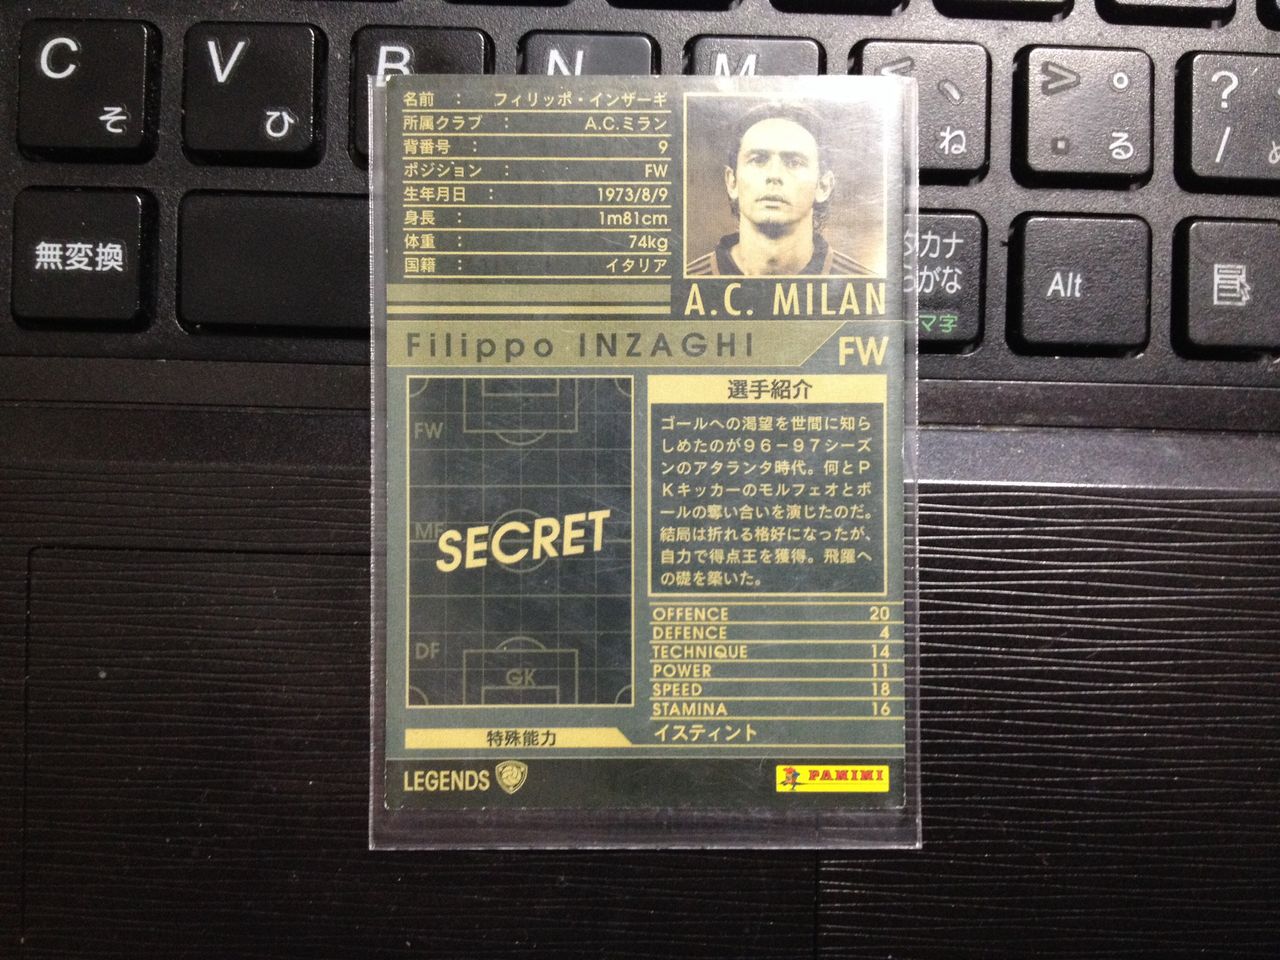 C
そ
V
ひ
B
N
M
<
、
ね
>
。
.
る
?
/
め
無変換
カナ
がな
マ字
Alt
名前 : フィリッポ・インザーギ
所属クラブ : A.C.ミラン
背番号 : 9
ポジション : FW
生年月日 : 1973/8/9
身長 : 1m81cm
体重 : 74kg
国籍 : イタリア
A.C. MILAN
Filippo INZAGHI
FW
FW
MF
DF
GK
SECRET
選手紹介
ゴールへの渇望を世間に知ら
しめたのが96-97シーズ
ンのアタランタ時代。何とP
Kキッカーのモルフェオとボ
ールの奪い合いを演じたのだ。
結局は折れる格好になったが、
自力で得点王を獲得。飛躍へ
の礎を築いた。
OFFENCE 20
DEFENCE 4
TECHNIQUE 14
POWER 11
SPEED 18
STAMINA 16
特殊能力 イスティント
LEGENDS
PANINI